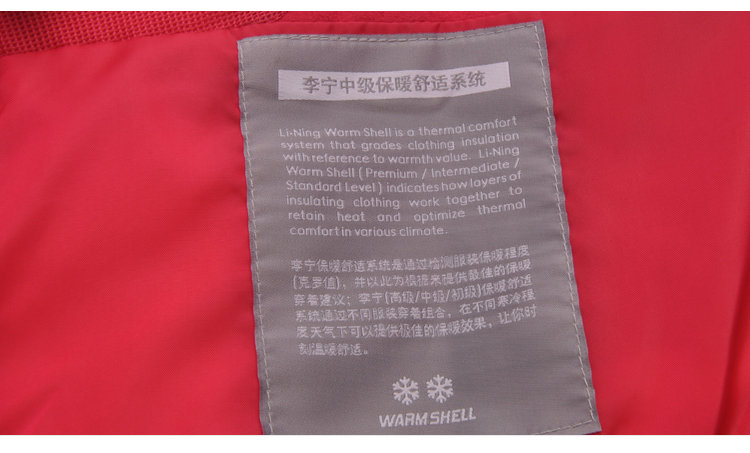 李宁中级保暖舒适系统
Li-Ning Warm Shell is a thermal comfort
system that grades clothing insulation
with reference to warmth value. Li-Ning
Warm Shell ( Premium / Intermediate /
Standard Level ) indicates how layers of
insulating clothing work together to
retain heat and optimize thermal
comfort in various climate.
李宁保暖舒适系统是通过检测服装保暖程度
(克罗值)，并以此为根据来提供最佳的保暖
穿着建议；李宁(高级/中级/初级)保暖舒适
系统通过不同服装穿着组合，在不同寒冷程
度天气下可以提供极佳的保暖效果，让你时
刻温暖舒适。
WARM SHELL